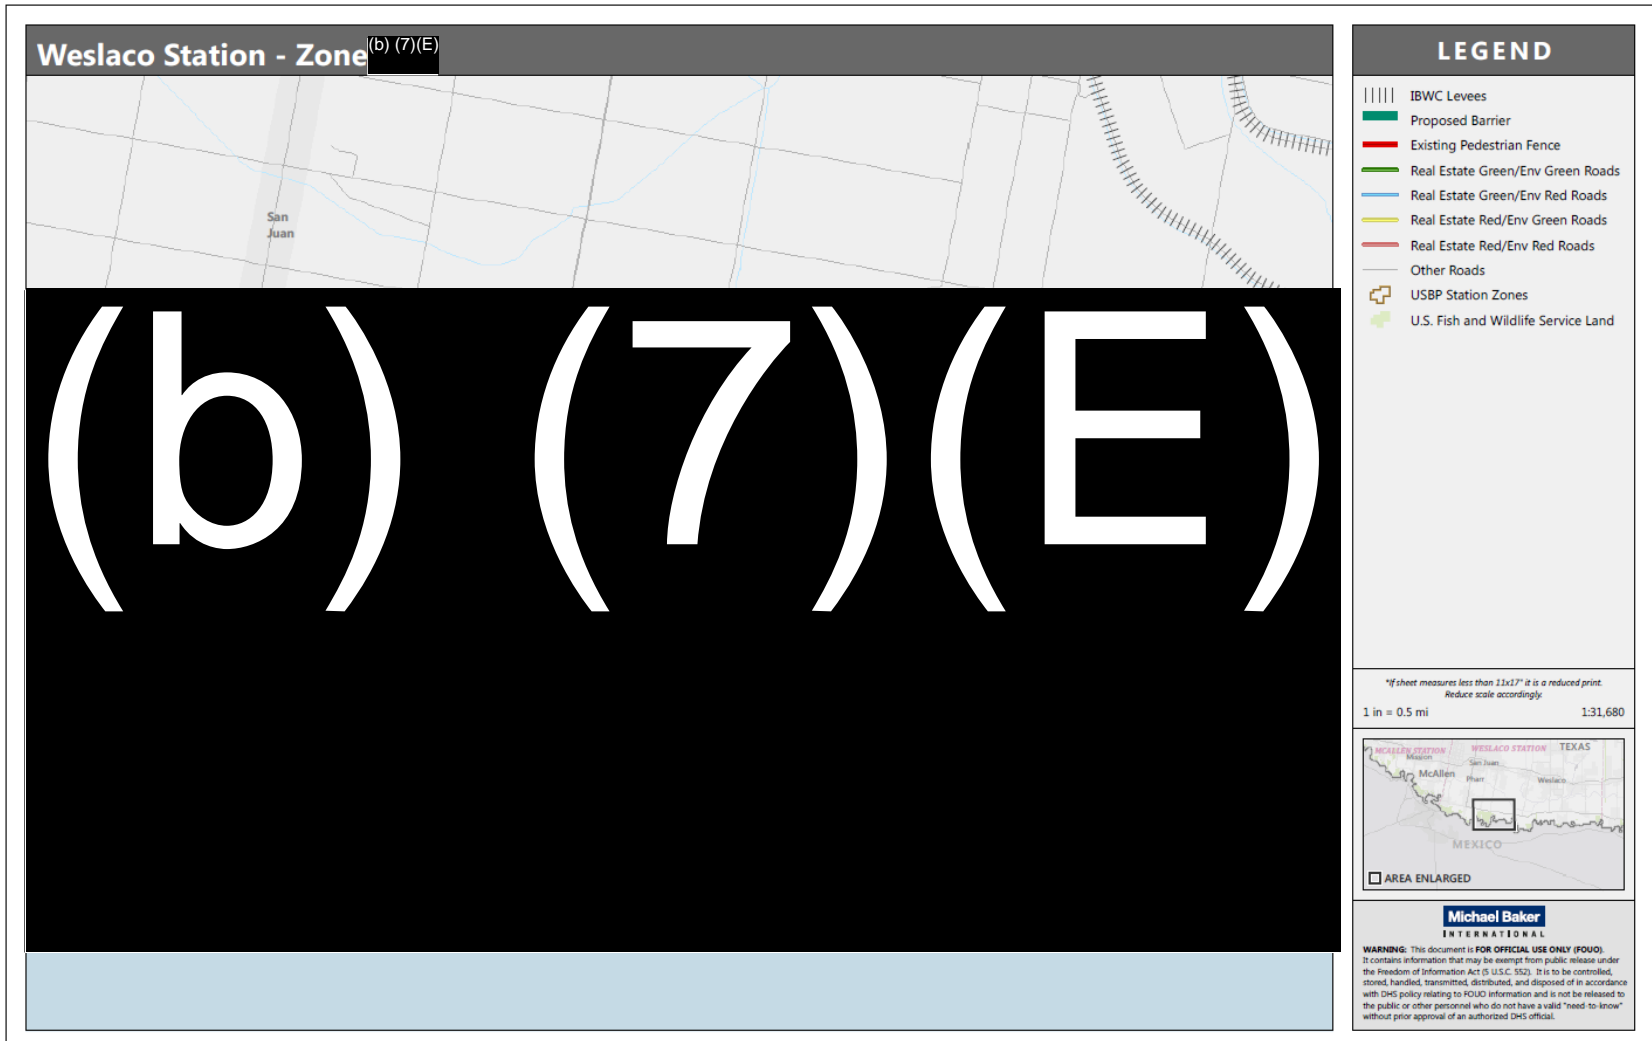 Weslaco Station - Zone (b) (7)(E)
San
Juan
(b) (7)(E)
LEGEND
IBWC Levees
Proposed Barrier
Existing Pedestrian Fence
Real Estate Green/Env Green Roads
Real Estate Green/Env Red Roads
Real Estate Red/Env Green Roads
Real Estate Red/Env Red Roads
Other Roads
USBP Station Zones
U.S. Fish and Wildlife Service Land
*If sheet measures less than 11x17" it is a reduced print.
Reduce scale accordingly.
1 in = 0.5 mi 1:31,680
MCALLEN STATION WESLACO STATION TEXAS
Mission San Juan
McAllen Pharr Weslaco
MEXICO
AREA ENLARGED
Michael Baker
INTERNATIONAL
WARNING: This document is FOR OFFICIAL USE ONLY (FOUO).
It contains information that may be exempt from public release under
the Freedom of Information Act (5 U.S.C. 552). It is to be controlled,
stored, handled, transmitted, distributed, and disposed of in accordance
with DHS policy relating to FOUO information and is not be released to
the public or other personnel who do not have a valid "need-to-know"
without prior approval of an authorized DHS official.